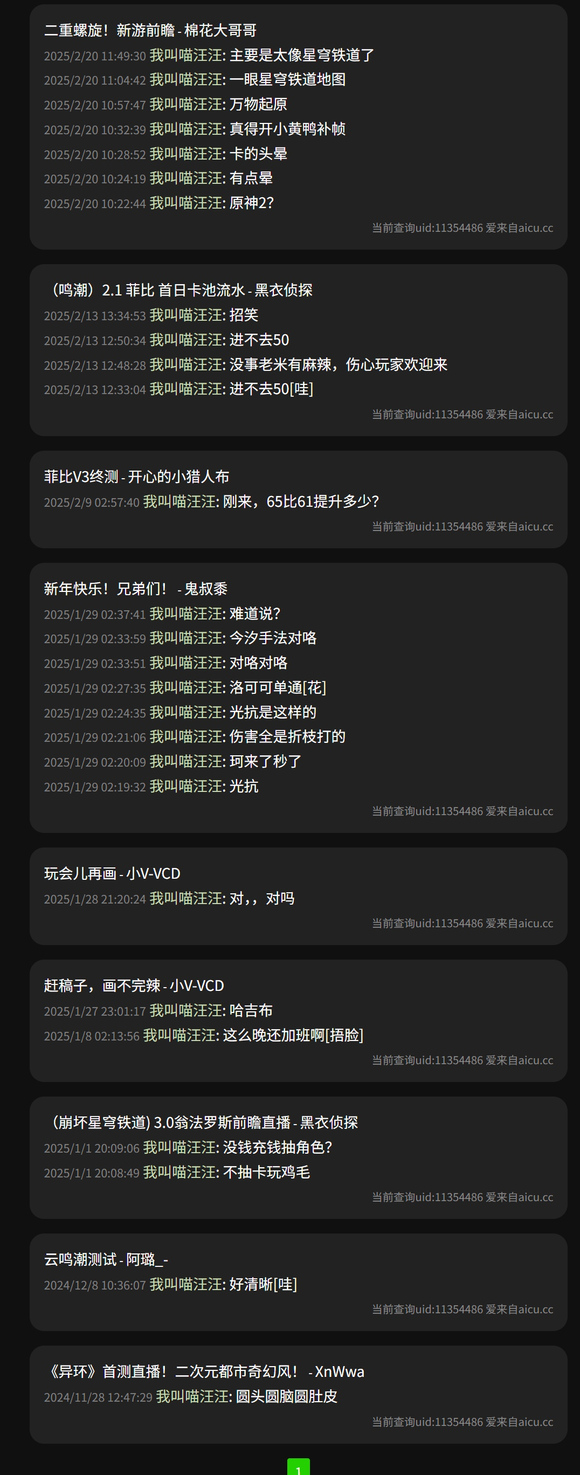 二重螺旋！新游前瞻 - 棉花大哥哥
2025/2/20 11:49:30 我叫喵汪汪: 主要是太像星穹铁道了
2025/2/20 11:04:42 我叫喵汪汪: 一眼星穹铁道地图
2025/2/20 10:57:47 我叫喵汪汪: 万物起原
2025/2/20 10:32:39 我叫喵汪汪: 真得开小黄鸭补帧
2025/2/20 10:28:52 我叫喵汪汪: 卡的头晕
2025/2/20 10:24:19 我叫喵汪汪: 有点晕
2025/2/20 10:22:44 我叫喵汪汪: 原神2？
当前查询uid:11354486 爱来自aicu.cc
（鸣潮）2.1 菲比 首日卡池流水 - 黑衣侦探
2025/2/13 13:34:53 我叫喵汪汪: 招笑
2025/2/13 12:50:34 我叫喵汪汪: 进不去50
2025/2/13 12:48:28 我叫喵汪汪: 没事老米有麻辣，伤心玩家欢迎来
2025/2/13 12:33:04 我叫喵汪汪: 进不去50[哇]
当前查询uid:11354486 爱来自aicu.cc
菲比V3终测 - 开心的小猎人布
2025/2/9 02:57:40 我叫喵汪汪: 刚来，65比61提升多少？
当前查询uid:11354486 爱来自aicu.cc
新年快乐！兄弟们！ - 鬼叔黍
2025/1/29 02:37:41 我叫喵汪汪: 难道说？
2025/1/29 02:33:59 我叫喵汪汪: 今汐手法对咯
2025/1/29 02:33:51 我叫喵汪汪: 对咯对咯
2025/1/29 02:27:35 我叫喵汪汪: 洛可可单通[花]
2025/1/29 02:24:35 我叫喵汪汪: 光抗是这样的
2025/1/29 02:21:06 我叫喵汪汪: 伤害全是折枝打的
2025/1/29 02:20:09 我叫喵汪汪: 珂来了秒了
2025/1/29 02:19:32 我叫喵汪汪: 光抗
当前查询uid:11354486 爱来自aicu.cc
玩会儿再画 - 小V-VCD
2025/1/28 21:20:24 我叫喵汪汪: 对，，对吗
当前查询uid:11354486 爱来自aicu.cc
赶稿子，画不完辣 - 小V-VCD
2025/1/27 23:01:17 我叫喵汪汪: 哈吉布
2025/1/8 02:13:56 我叫喵汪汪: 这么晚还加班啊[捂脸]
当前查询uid:11354486 爱来自aicu.cc
（崩坏星穹铁道) 3.0翁法罗斯前瞻直播 - 黑衣侦探
2025/1/1 20:09:06 我叫喵汪汪: 没钱充钱抽角色？
2025/1/1 20:08:49 我叫喵汪汪: 不抽卡玩鸡毛
当前查询uid:11354486 爱来自aicu.cc
云鸣潮测试 - 阿璐_-
2024/12/8 10:36:07 我叫喵汪汪: 好清晰[哇]
当前查询uid:11354486 爱来自aicu.cc
《异环》首测直播！二次元都市奇幻风！ - XnWwa
2024/11/28 12:47:29 我叫喵汪汪: 圆头圆脑圆肚皮
当前查询uid:11354486 爱来自aicu.cc
1